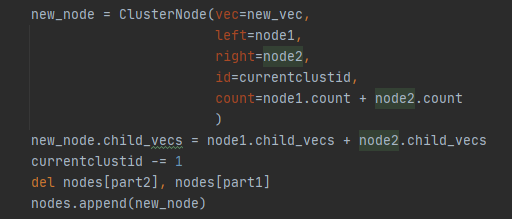 new_node = ClusterNode(vec=new_vec,
left=node1,
right=node2,
id=currentclustid,
count=node1.count + node2.count
)
new_node.child_vecs = node1.child_vecs + node2.child_vecs
currentclustid -= 1
del nodes[part2], nodes[part1]
nodes.append(new_node)